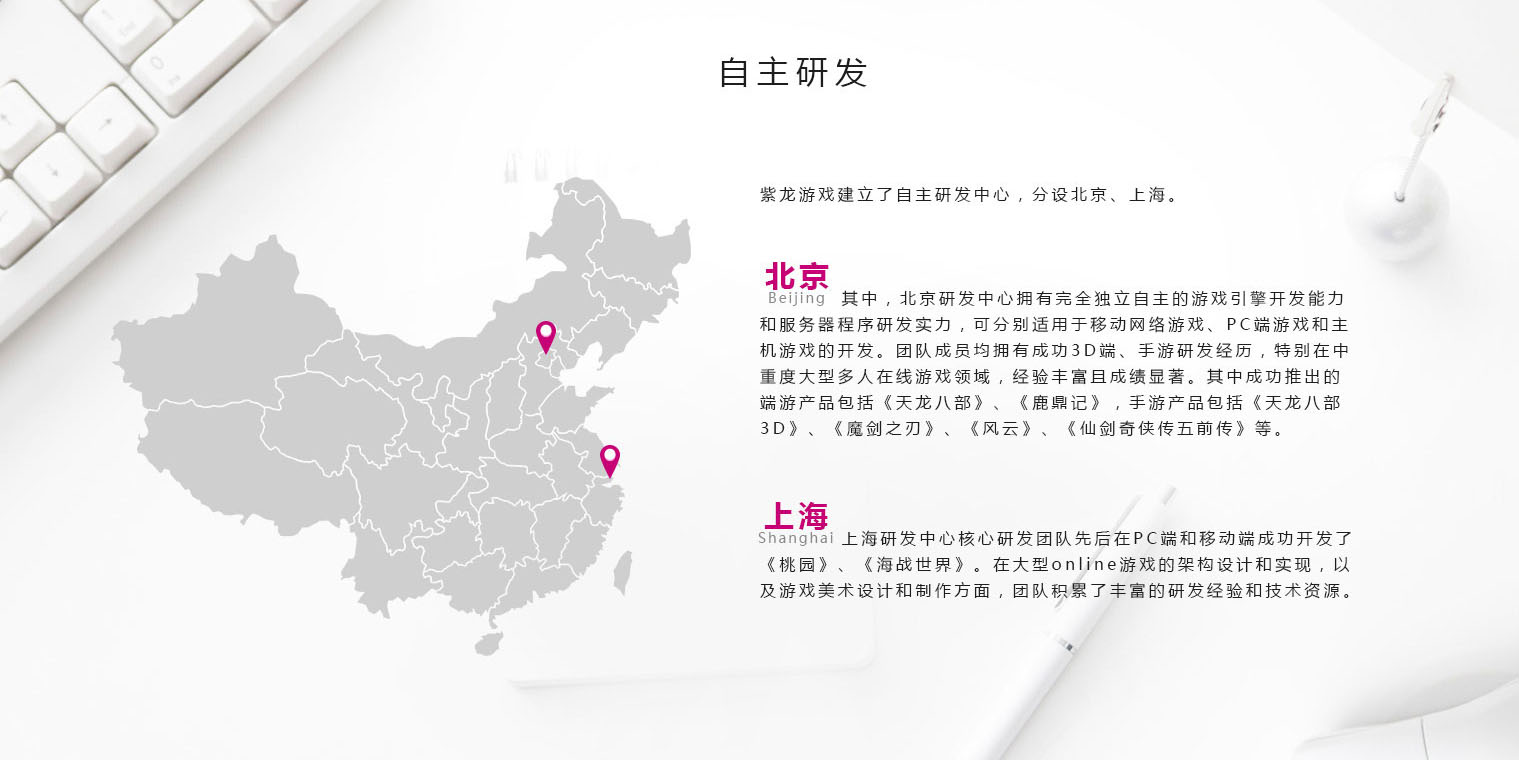 自主研发
紫龙游戏建立了自主研发中心，分设北京、上海。
北京
Beijing
其中，北京研发中心拥有完全独立自主的游戏引擎开发能力
和服务器程序研发实力，可分别适用于移动网络游戏、PC端游戏和主
机游戏的开发。团队成员均拥有成功3D端、手游研发经历，特别在中
重度大型多人在线游戏领域，经验丰富且成绩显著。其中成功推出的
端游产品包括《天龙八部》、《鹿鼎记》，手游产品包括《天龙八部
3D》、《魔剑之刃》、《风云》、《仙剑奇侠传五前传》等。
上海
Shanghai
上海研发中心核心研发团队先后在PC端和移动端成功开发了
《桃园》、《海战世界》。在大型online游戏的架构设计和实现，以
及游戏美术设计和制作方面，团队积累了丰富的研发经验和技术资源。